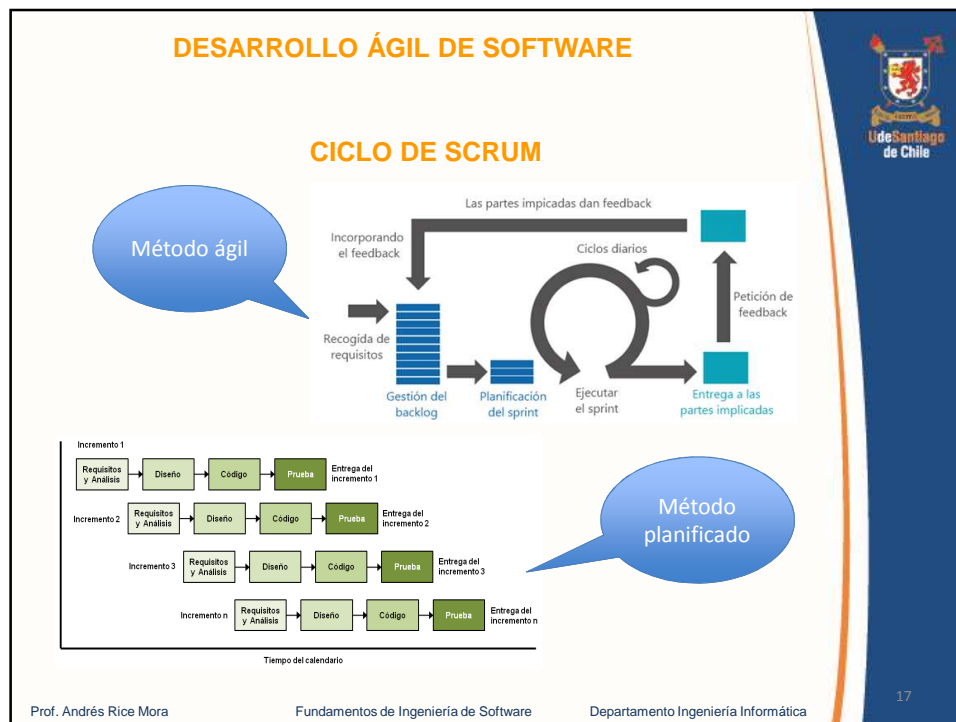 DESARROLLO ÁGIL DE SOFTWARE
UdeSantiago
de Chile
CICLO DE SCRUM
Método ágil
Las partes impicadas dan feedback
Incorporando
el feedback
Ciclos diarios
Petición de
feedback
Recogida de
requisitos
Gestión del
backlog
Planificación
del sprint
Ejecutar
el sprint
Entrega a las
partes implicadas
Incremento 1
Requisitos
y Análisis
Diseño
Código
Prueba
Entrega del
incremento 1
Incremento 2
Requisitos
y Análisis
Diseño
Código
Prueba
Entrega del
incremento 2
Incremento 3
Requisitos
y Análisis
Diseño
Código
Prueba
Entrega del
incremento 3
Incremento n
Requisitos
y Análisis
Diseño
Código
Prueba
Entrega del
incremento n
Tiempo del calendario
Método
planificado
Prof. Andrés Rice Mora
Fundamentos de Ingeniería de Software
Departamento Ingeniería Informática
17